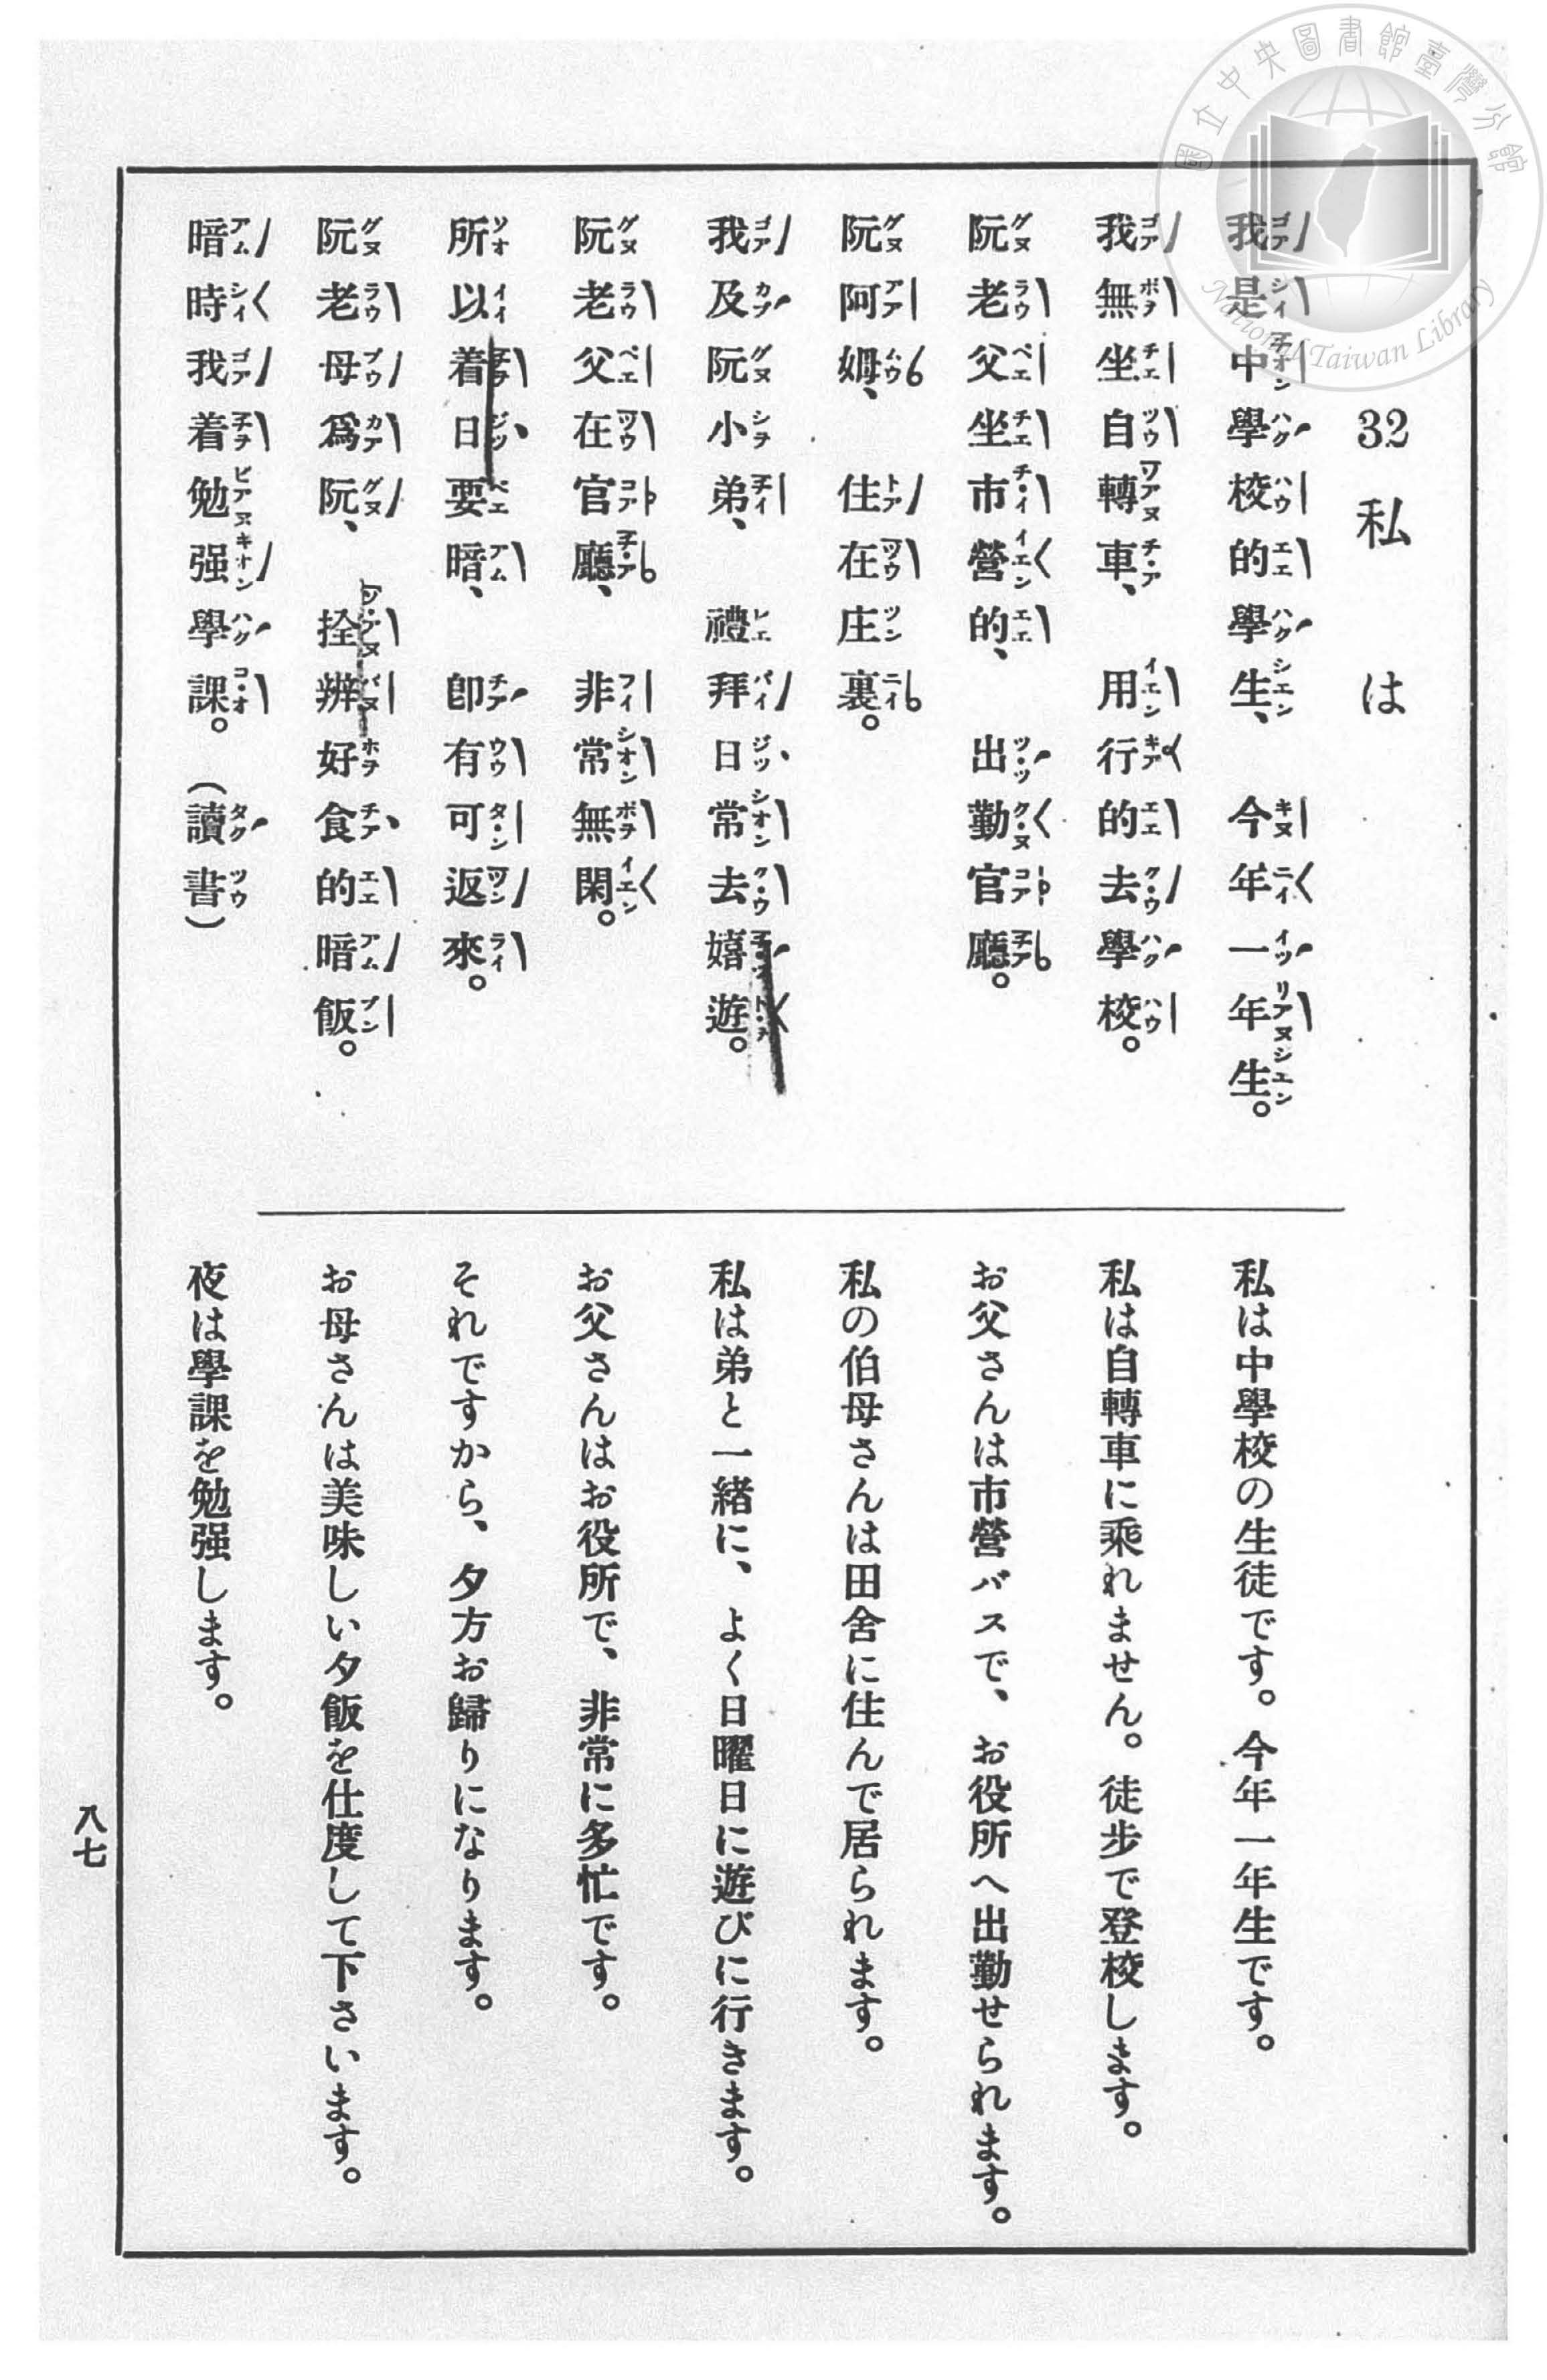 國立中央圖書館臺灣分館
National Taiwan Library
32 私は
我是中學校的學生、今年一年生。
我無坐自轉車、用行的去學校。
阮老父坐市營的、出勤官廳。
阮阿姆、住在庄裏。
我及阮小弟、禮拜日常去嬉遊。
阮老父在官廳、非常無閑。
所以着日要暗、卽有可返來。
阮老母爲阮、拴辨好食的暗飯。
暗時我着勉强學課。(讀書)
私は中學校の生徒です。今年一年生です。
私は自轉車に乘れません。徒步で登校します。
お父さんは市營バスで、お役所へ出勤せられます。
私の伯母さんは田舍に住んで居られます。
私は弟と一緖に、よく日曜日に遊びに行きます。
お父さんはお役所で、非常に多忙です。
それですから、夕方お歸りになります。
お母さんは美味しい夕飯を仕度して下さいます。
夜は學課を勉强します。
八七